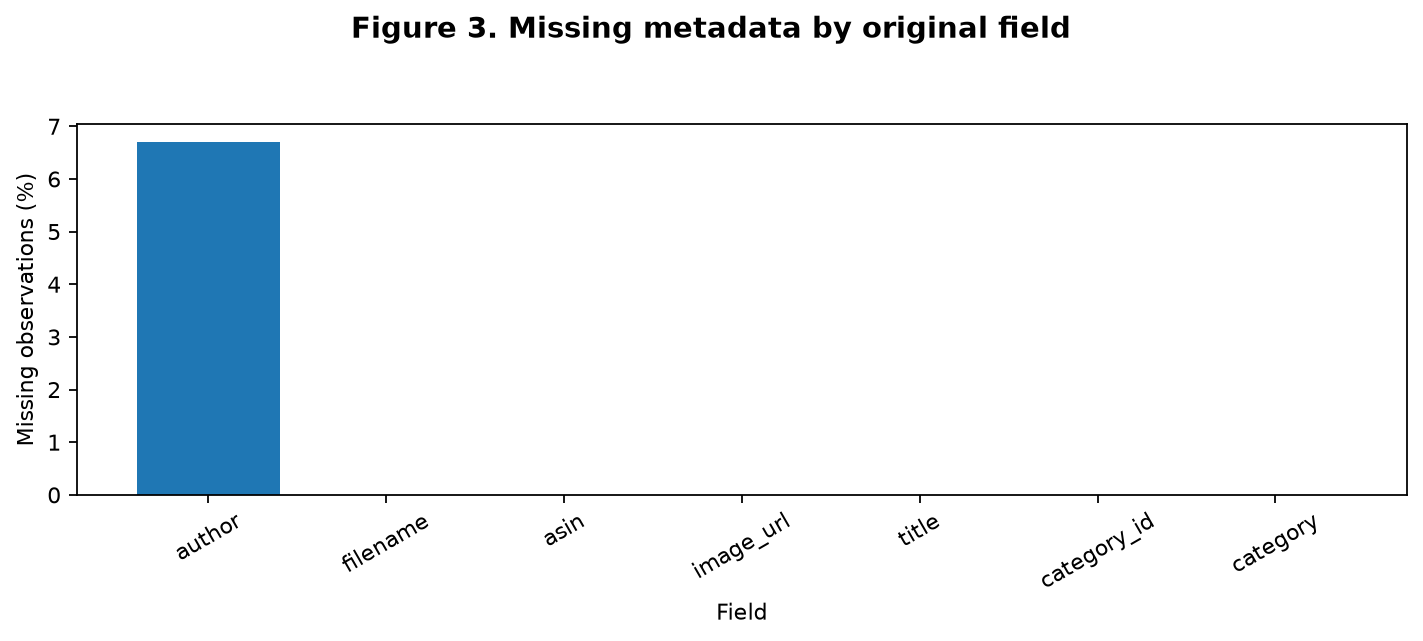 Figure 3. Missing metadata by original field
Missing observations (%)
7
6
5
4
3
2
1
0
author
filename
asin
image_url
title
category_id
category
Field